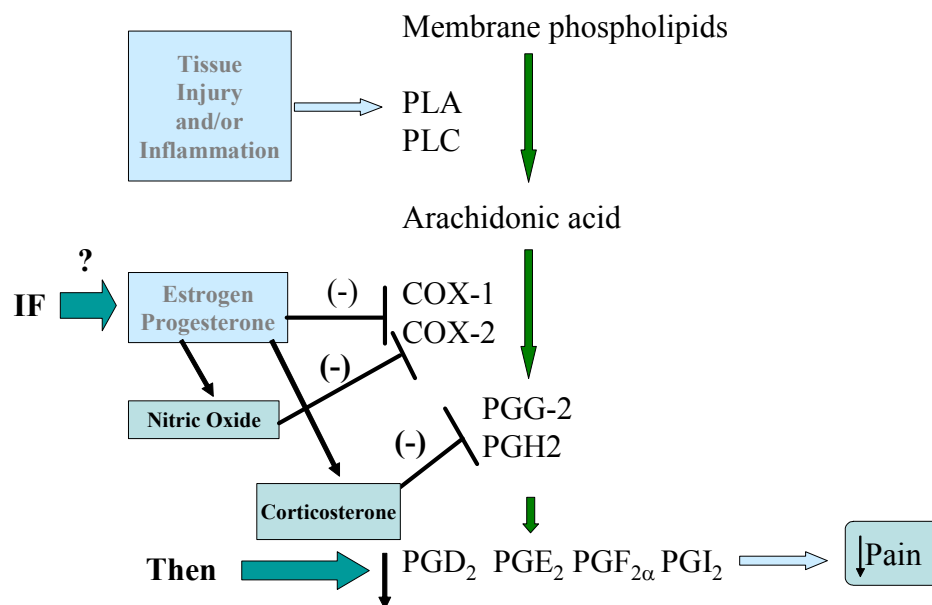 Membrane phospholipids
Tissue
Injury
and/or
Inflammation
PLA
PLC
Arachidonic acid
?
IF
Estrogen
Progesterone
(-)
COX-1
COX-2
(-)
Nitric Oxide
PGG-2
PGH2
(-)
Corticosterone
Then
PGD₂ PGE₂ PGF₂α PGI₂
Pain